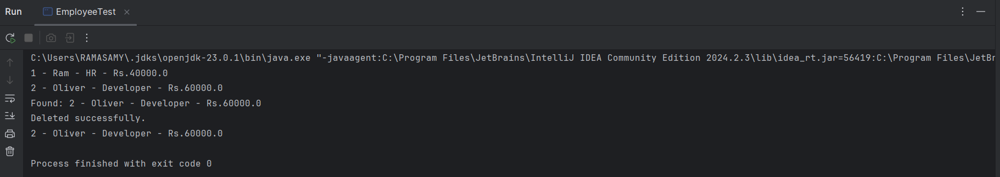 Run EmployeeTest
C:\Users\RAMASAMY\.jdks\openjdk-23.0.1\bin\java.exe "-javaagent:C:\Program Files\JetBrains\IntelliJ IDEA Community Edition 2024.2.3\lib\idea_rt.jar=56419:C:\Program Files\JetBr
1 - Ram - HR - Rs.40000.0
2 - Oliver - Developer - Rs.60000.0
Found: 2 - Oliver - Developer - Rs.60000.0
Deleted successfully.
2 - Oliver - Developer - Rs.60000.0
Process finished with exit code 0